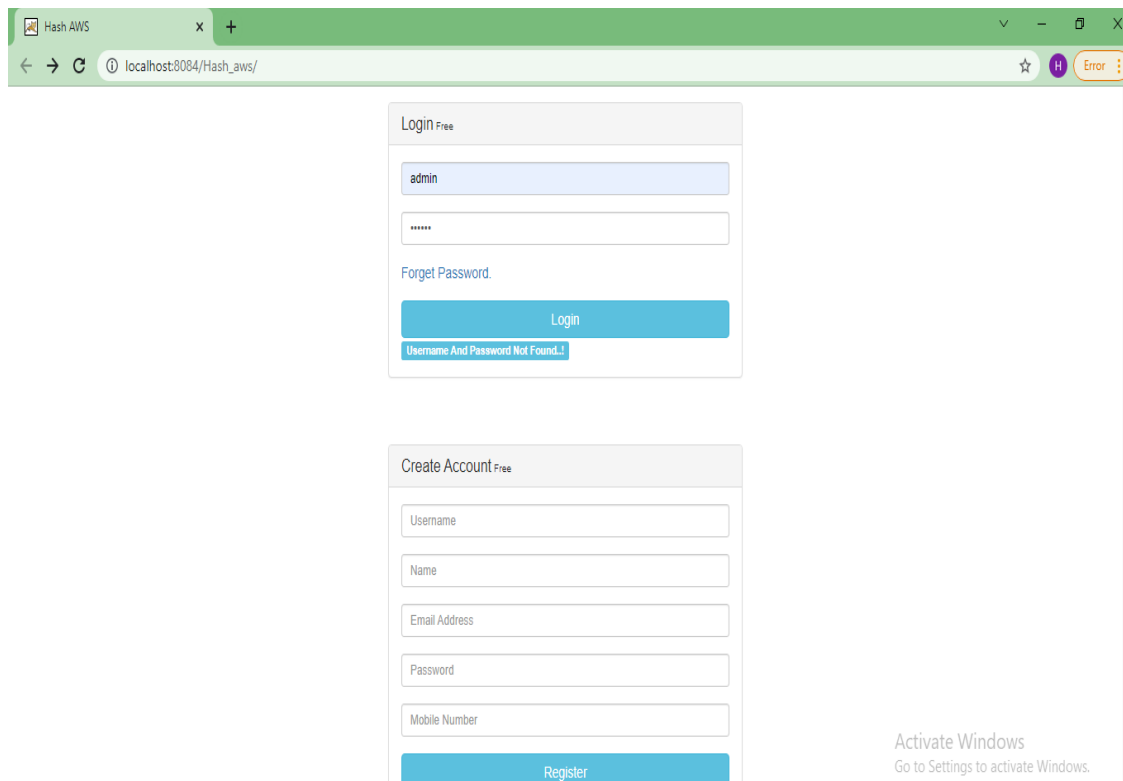 Hash AWS
localhost:8084/Hash_aws/
H
Error
Login Free
admin
••••••
Forget Password.
Login
Username And Password Not Found..!
Create Account Free
Username
Name
Email Address
Password
Mobile Number
Register
Activate Windows
Go to Settings to activate Windows.